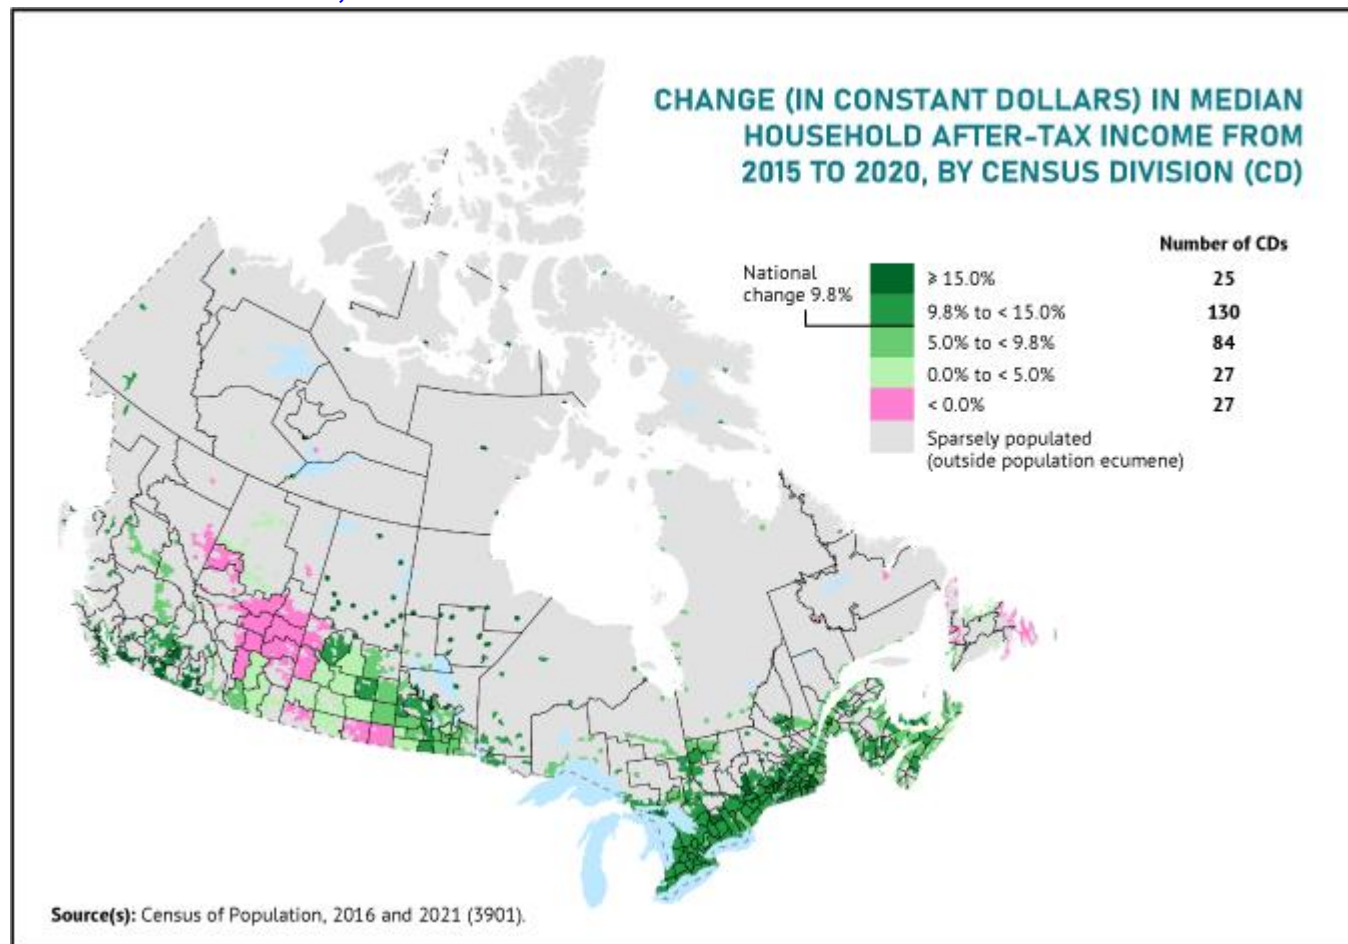 CHANGE (IN CONSTANT DOLLARS) IN MEDIAN
HOUSEHOLD AFTER-TAX INCOME FROM
2015 TO 2020, BY CENSUS DIVISION (CD)
Number of CDs
National
change 9.8%
≥ 15.0% 25
9.8% to < 15.0% 130
5.0% to < 9.8% 84
0.0% to < 5.0% 27
< 0.0% 27
Sparsely populated
(outside population ecumene)
Source(s): Census of Population, 2016 and 2021 (3901).